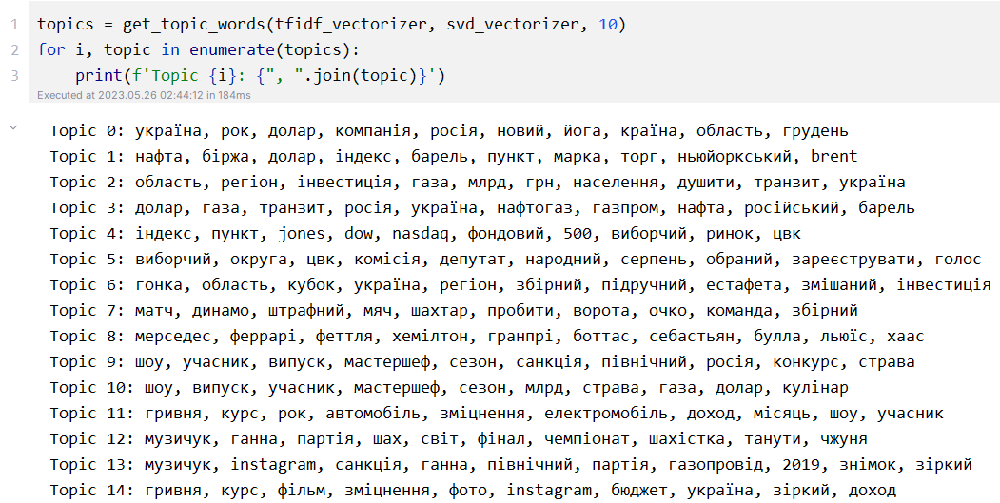 1 topics = get_topic_words(tfidf_vectorizer, svd_vectorizer, 10)
2 for i, topic in enumerate(topics):
3     print(f'Topic {i}: {", ".join(topic)}')
Executed at 2023.05.26 02:44:12 in 184ms
Topic 0: україна, рок, долар, компанія, росія, новий, йога, країна, область, грудень
Topic 1: нафта, біржа, долар, індекс, барель, пункт, марка, торг, ньюйоркський, brent
Topic 2: область, регіон, інвестиція, газа, млрд, грн, населення, душити, транзит, україна
Topic 3: долар, газа, транзит, росія, україна, нафтогаз, газпром, нафта, російський, барель
Topic 4: індекс, пункт, jones, dow, nasdaq, фондовий, 500, виборчий, ринок, цвк
Topic 5: виборчий, округа, цвк, комісія, депутат, народний, серпень, обраний, зареєструвати, голос
Topic 6: гонка, область, кубок, україна, регіон, збірний, підручний, естафета, змішаний, інвестиція
Topic 7: матч, динамо, штрафний, мяч, шахтар, пробити, ворота, очко, команда, збірний
Topic 8: мерседес, феррарі, феттля, хемілтон, гранпрі, боттас, себастьян, булла, льюїс, хаас
Topic 9: шоу, учасник, випуск, мастершеф, сезон, санкція, північний, росія, конкурс, страва
Topic 10: шоу, випуск, учасник, мастершеф, сезон, млрд, страва, газа, долар, кулінар
Topic 11: гривня, курс, рок, автомобіль, зміцнення, електромобіль, доход, місяць, шоу, учасник
Topic 12: музичук, ганна, партія, шах, світ, фінал, чемпіонат, шахістка, танути, чжуня
Topic 13: музичук, instagram, санкція, ганна, північний, партія, газопровід, 2019, знімок, зіркий
Topic 14: гривня, курс, фільм, зміцнення, фото, instagram, бюджет, україна, зіркий, доход